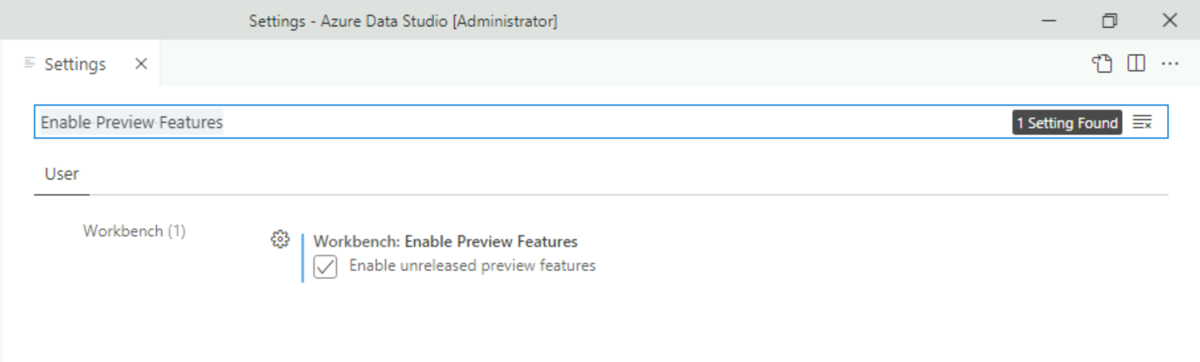 Settings - Azure Data Studio [Administrator]
Settings
Enable Preview Features
1 Setting Found
User
Workbench (1)
Workbench: Enable Preview Features
Enable unreleased preview features